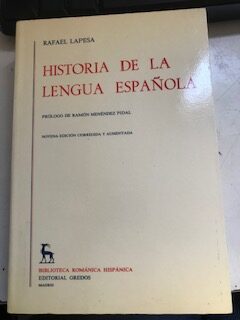 RAFAEL LAPESA
HISTORIA DE LA
LENGUA ESPAÑOLA
PRÓLOGO DE RAMÓN MENÉNDEZ PIDAL
NOVENA EDICIÓN CORREGIDA Y AUMENTADA
BIBLIOTECA ROMÁNICA HISPÁNICA
EDITORIAL GREDOS
MADRID